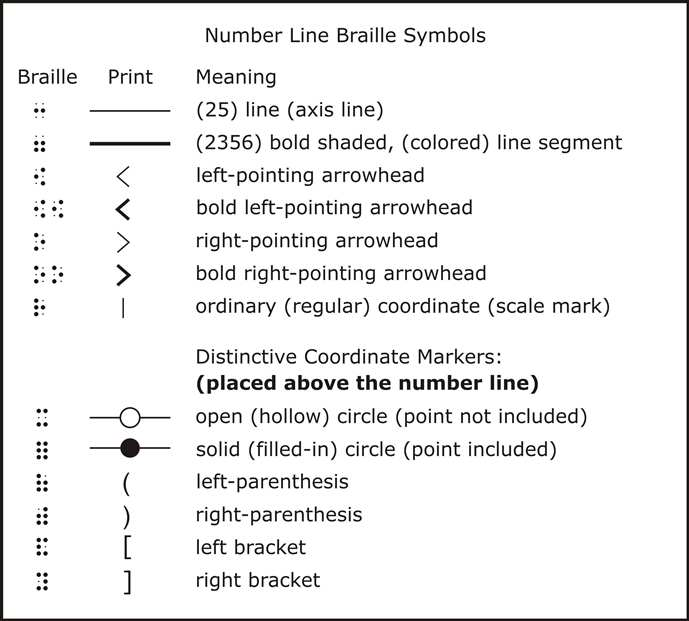 Number Line Braille Symbols
Braille Print Meaning
⠒ (25) line (axis line)
⠶ (2356) bold shaded, (colored) line segment
⠪ < left-pointing arrowhead
⠪⠪ < bold left-pointing arrowhead
⠕ > right-pointing arrowhead
⠕⠕ > bold right-pointing arrowhead
⠗ | ordinary (regular) coordinate (scale mark)
Distinctive Coordinate Markers:
(placed above the number line)
⠭ open (hollow) circle (point not included)
⠿ solid (filled-in) circle (point included)
⠷ ( left-parenthesis
⠾ ) right-parenthesis
⠯ [ left bracket
⠽ ] right bracket